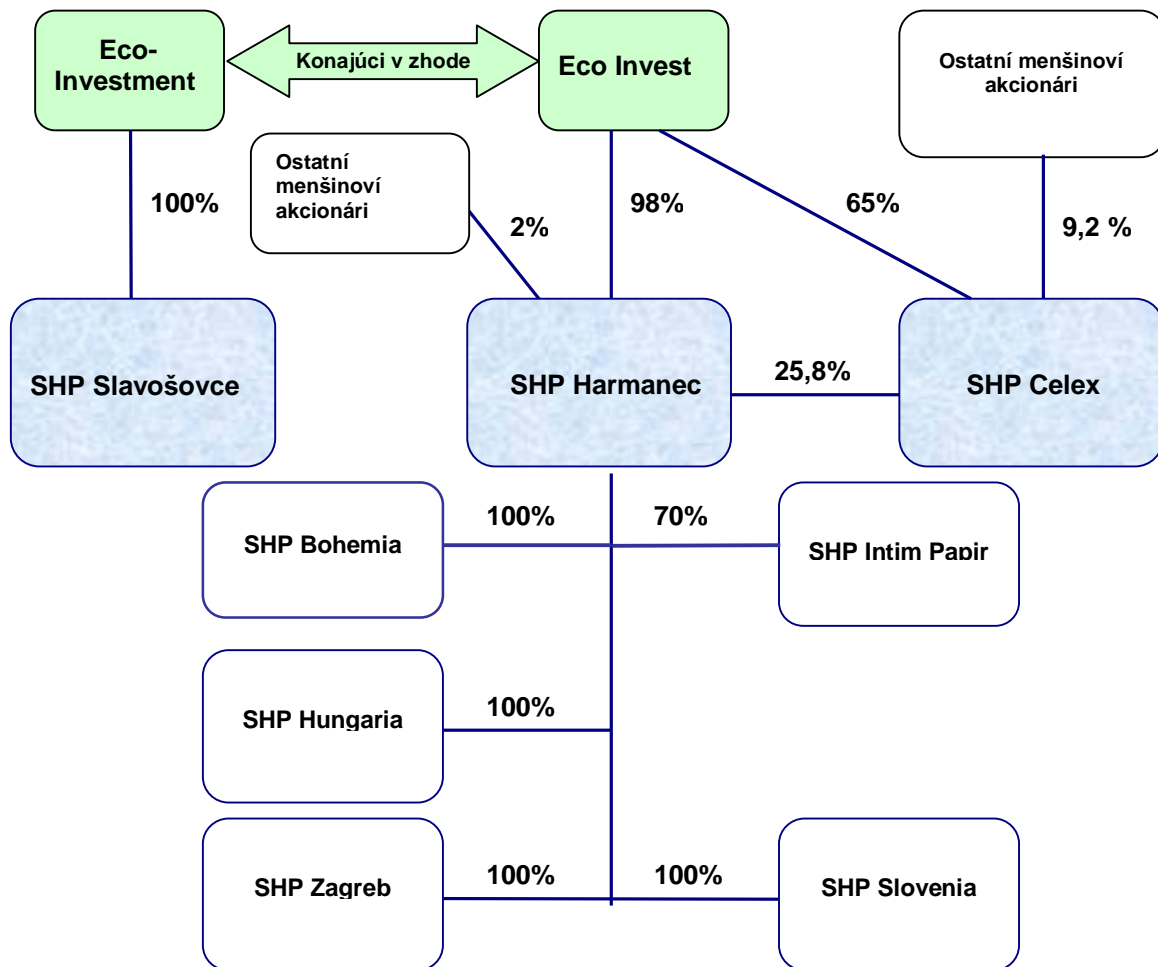 Eco-
Investment
Konajúci v zhode
Eco Invest
Ostatní menšinoví
akcionári
Ostatní
menšinoví
akcionári
100%
2%
98%
65%
9,2 %
SHP Slavošovce
SHP Harmanec
25,8%
SHP Celex
SHP Bohemia
100%
70%
SHP Intim Papir
SHP Hungaria
100%
SHP Zagreb
100%
100%
SHP Slovenia